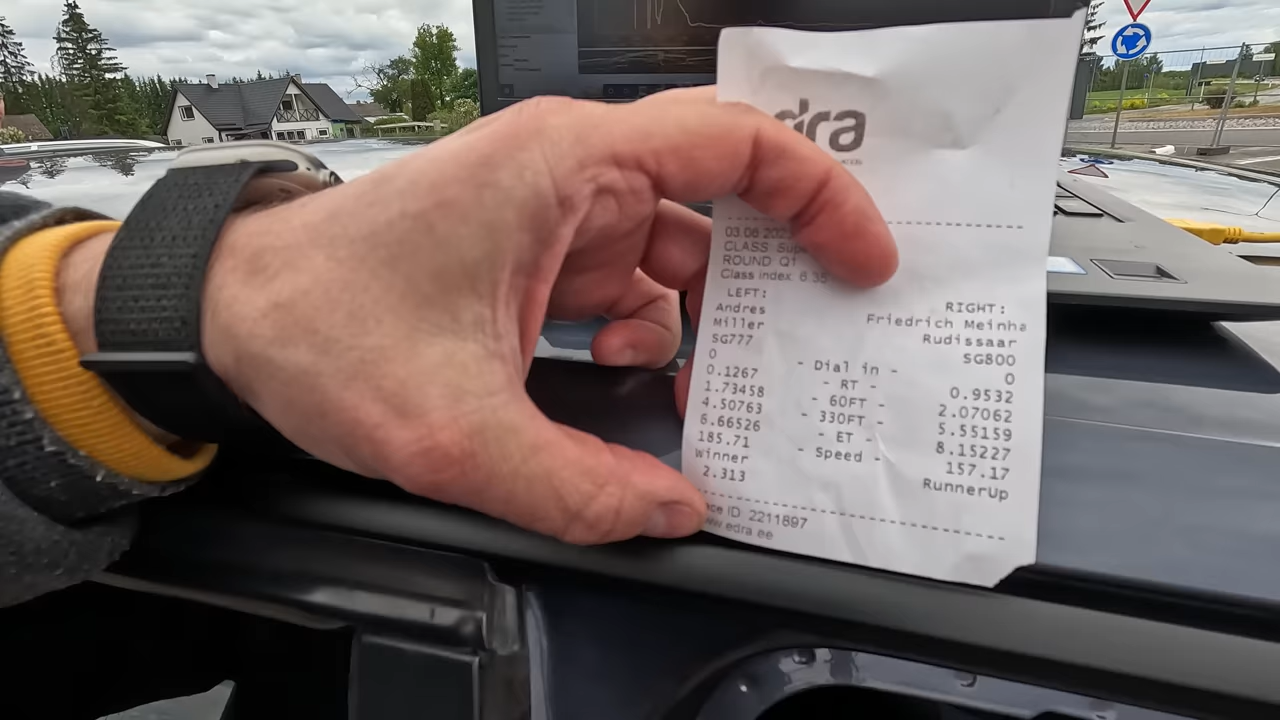 dra
03.06 202
CLASS Sup
ROUND Q1
Class index: 6.35
LEFT: RIGHT:
Andres Friedrich Meinha
Miller Rudissaar
SG777 SG800
0 - Dial in - 0
0.1267 - RT - 0.9532
1.73458 - 60FT - 2.07062
4.50763 - 330FT - 5.55159
6.66526 - ET - 8.15227
185.71 - Speed - 157.17
Winner RunnerUp
2.313
ace ID: 2211897
www.edra.ee